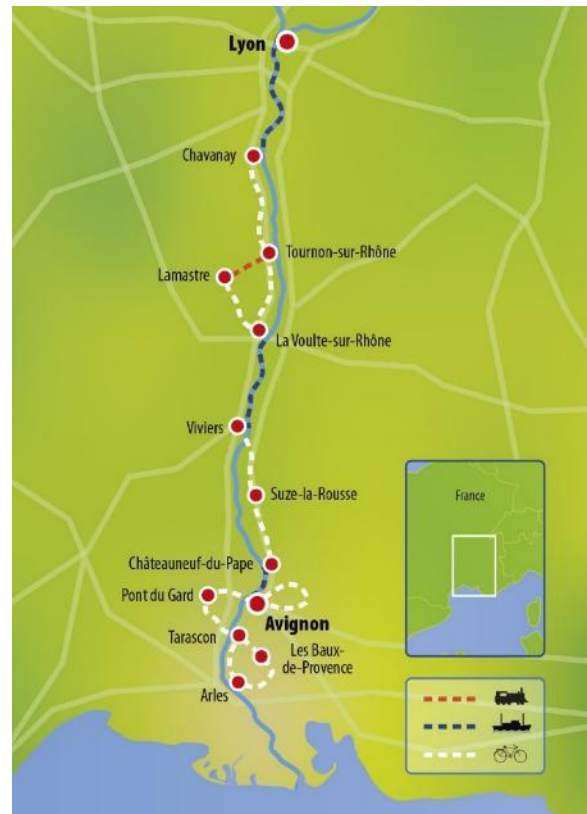 Lyon
Chavanay
Tournon-sur-Rhône
Lamastre
La Voulte-sur-Rhône
Viviers
Suze-la-Rousse
France
Châteauneuf-du-Pape
Pont du Gard
Avignon
Tarascon
Les Baux-
de-Provence
Arles